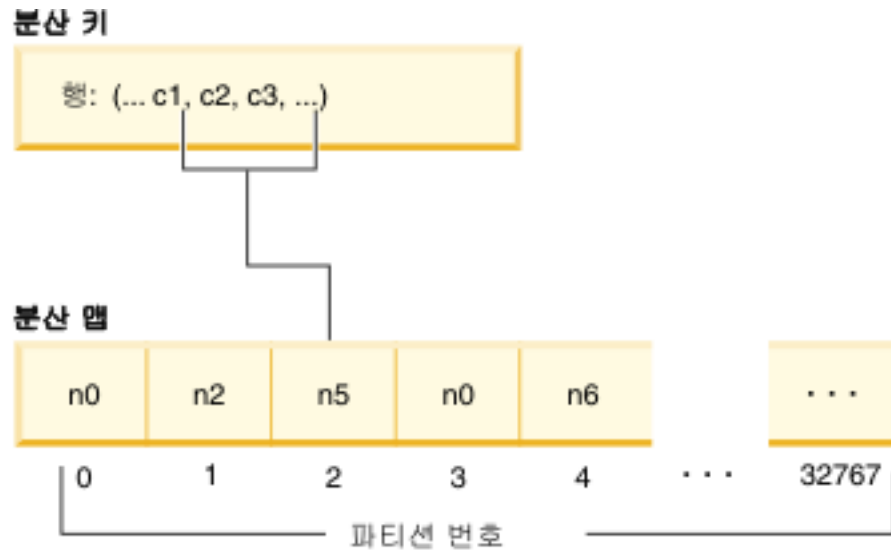 분산 키
행: (... c1, c2, c3, ...)
분산 맵
n0 n2 n5 n0 n6 ...
0 1 2 3 4 ... 32767
파티션 번호